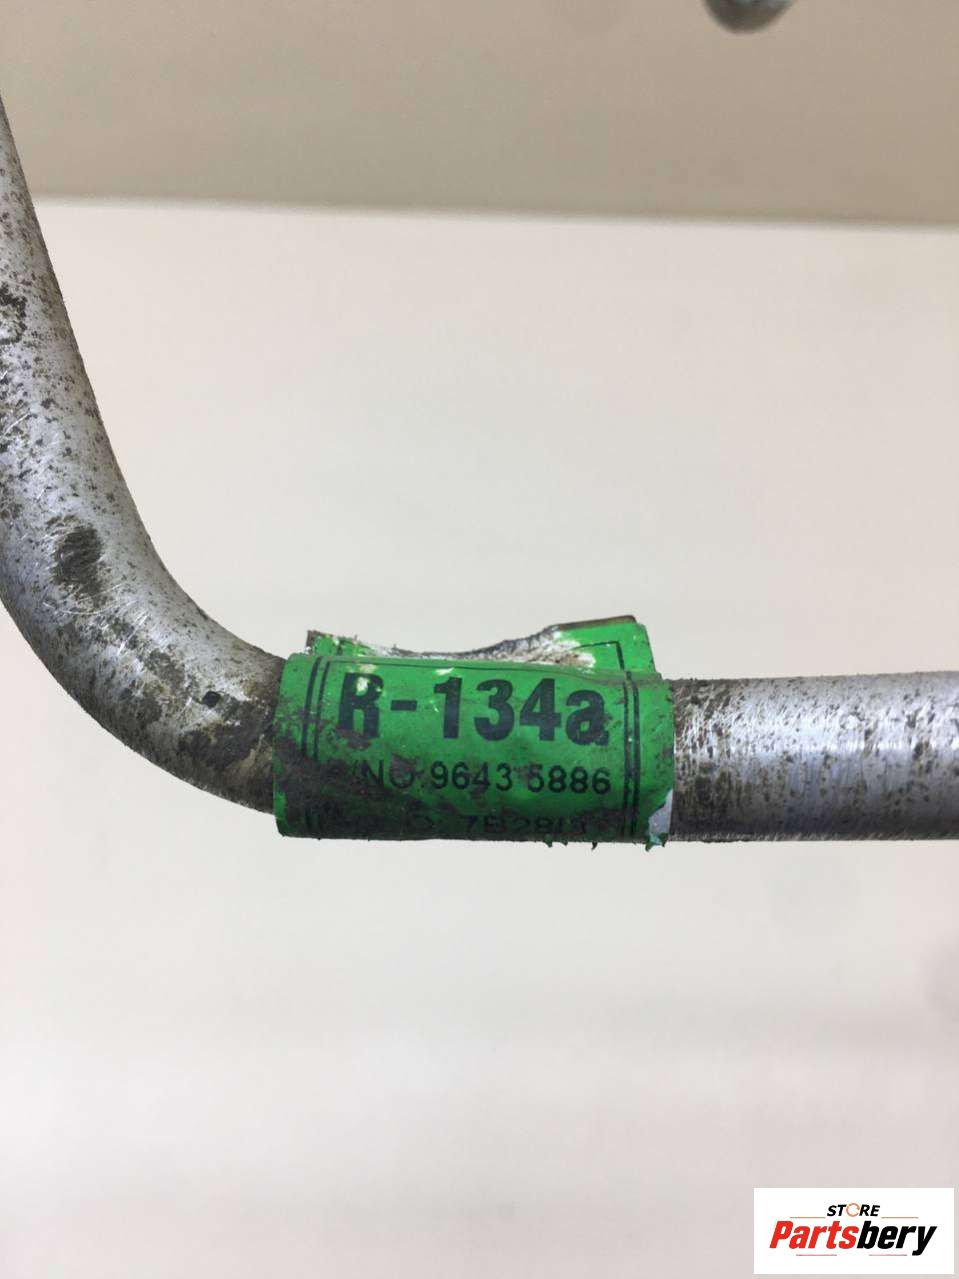 R-134a
P/NO.9643 5886
STORE
Partsbery